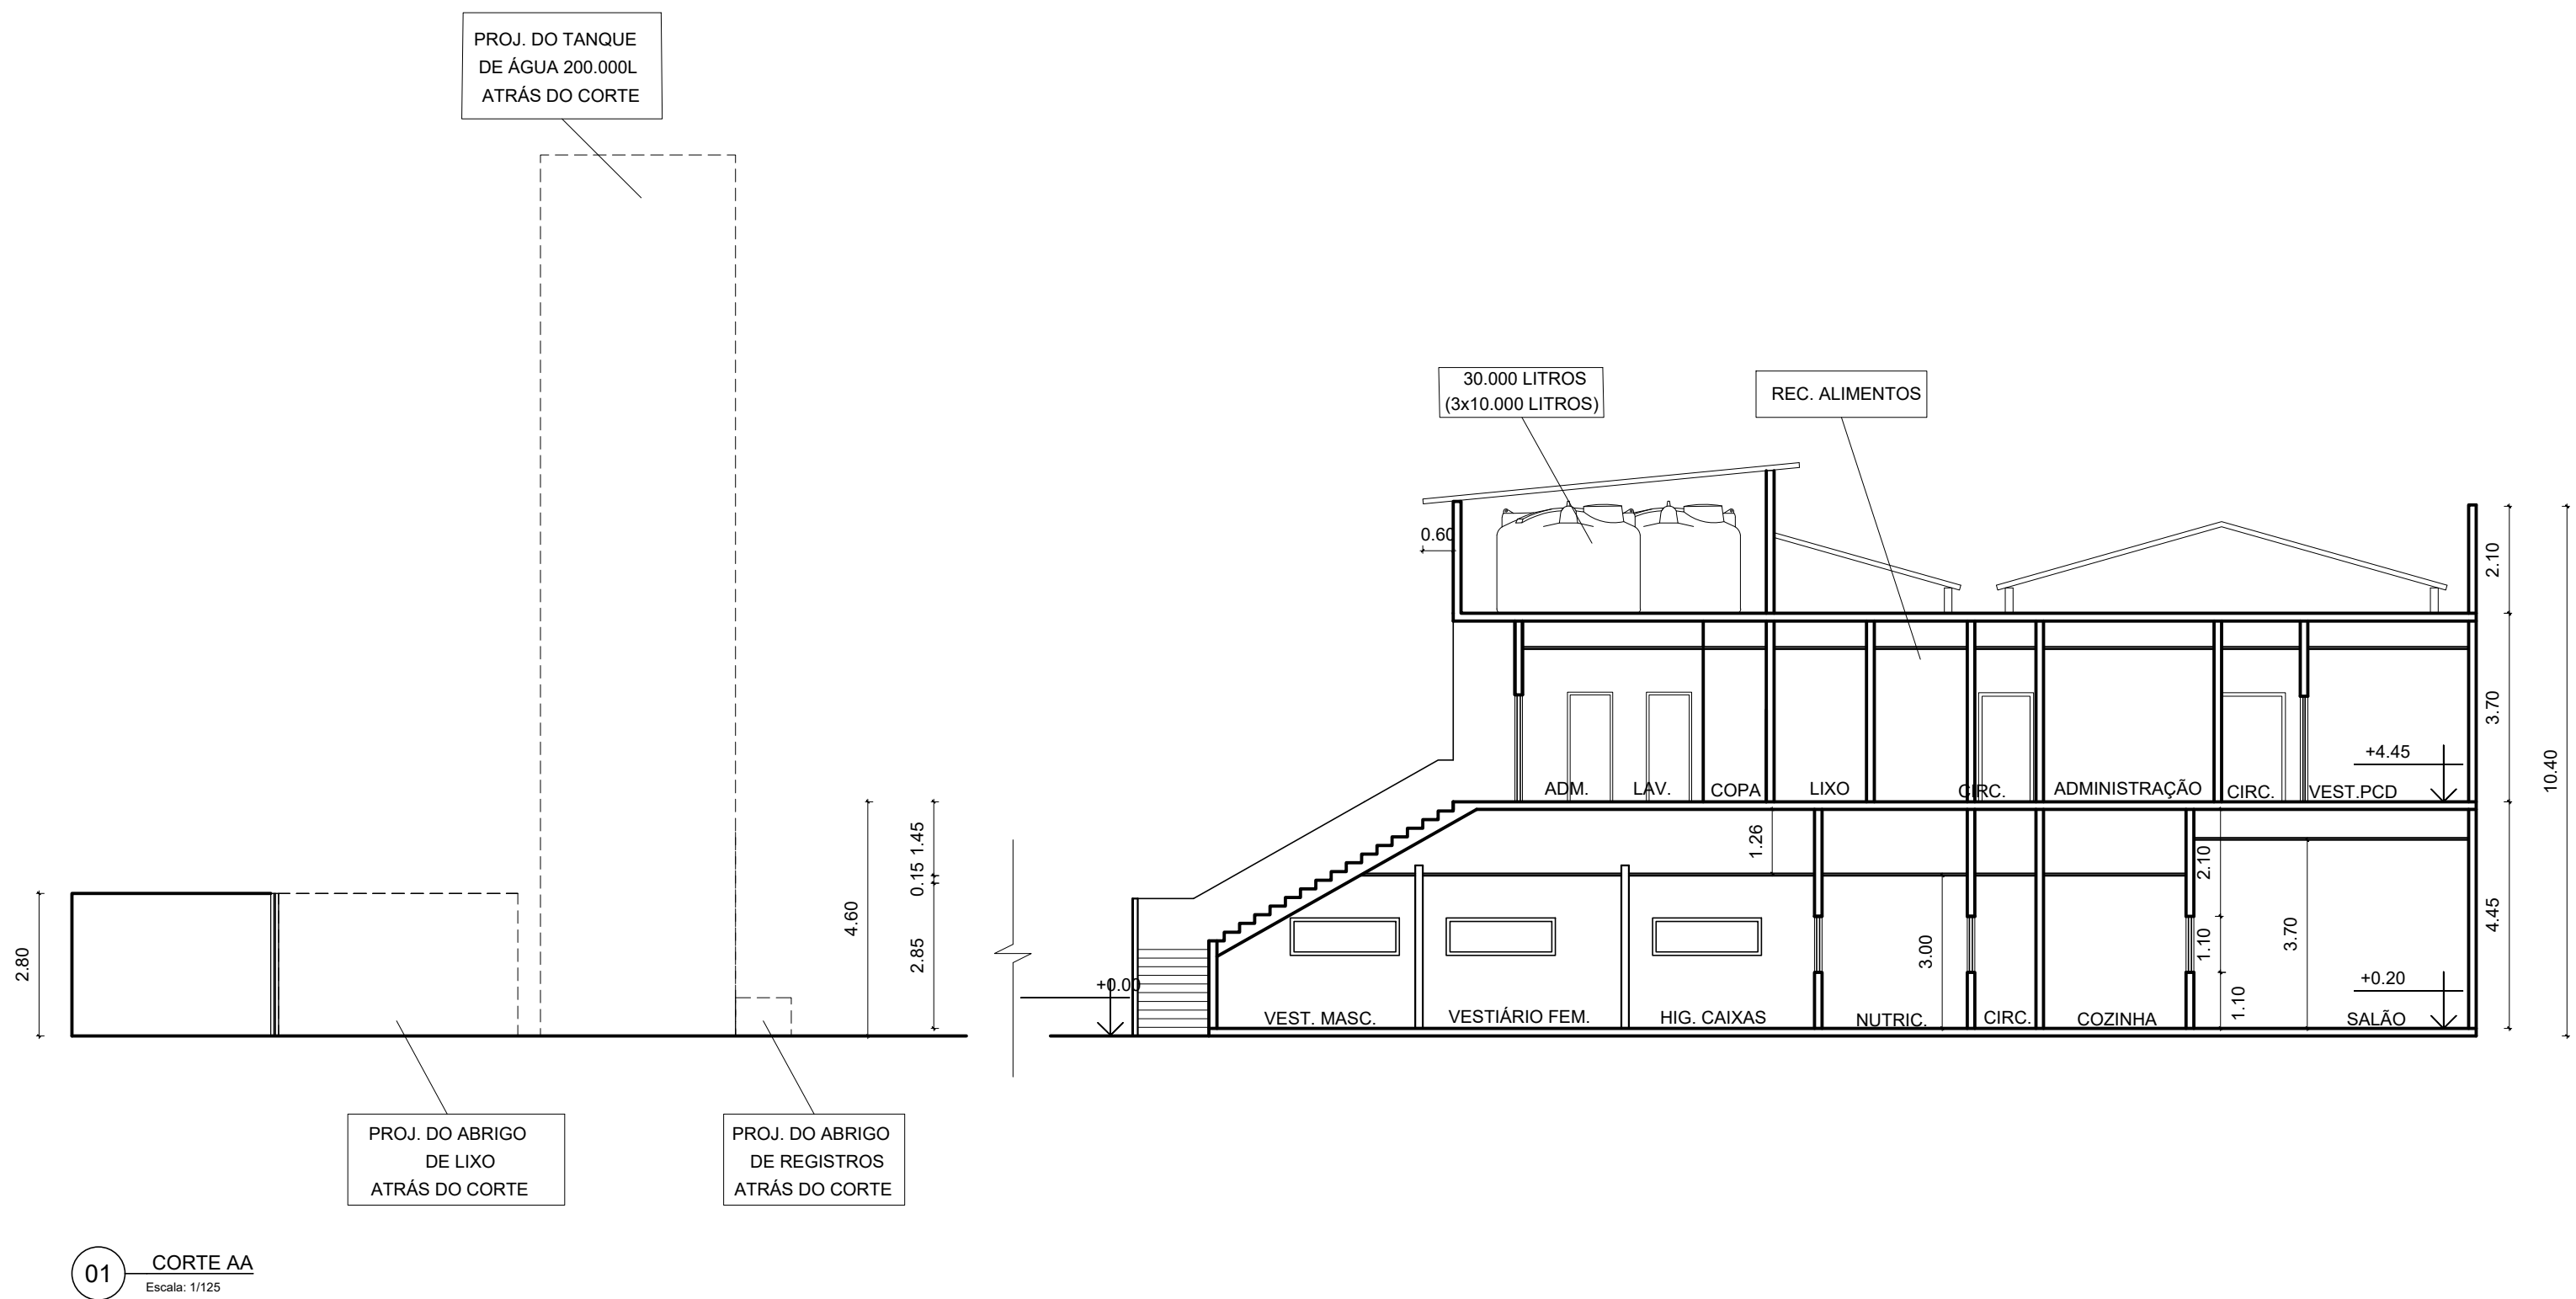 PROJ. DO TANQUE
DE ÁGUA 200.000L
ATRÁS DO CORTE
30.000 LITROS
(3x10.000 LITROS)
REC. ALIMENTOS
0.60
2.10
3.70
10.40
4.45
+4.45
ADM.
LAV.
COPA
LIXO
CIRC.
ADMINISTRAÇÃO
CIRC.
VEST.PCD
1.45
0.15
2.85
4.60
2.80
1.26
3.00
2.10
1.10
1.10
3.70
+0.00
+0.20
VEST. MASC.
VESTIÁRIO FEM.
HIG. CAIXAS
NUTRIC.
CIRC.
COZINHA
SALÃO
PROJ. DO ABRIGO
DE LIXO
ATRÁS DO CORTE
PROJ. DO ABRIGO
DE REGISTROS
ATRÁS DO CORTE
01
CORTE AA
Escala: 1/125